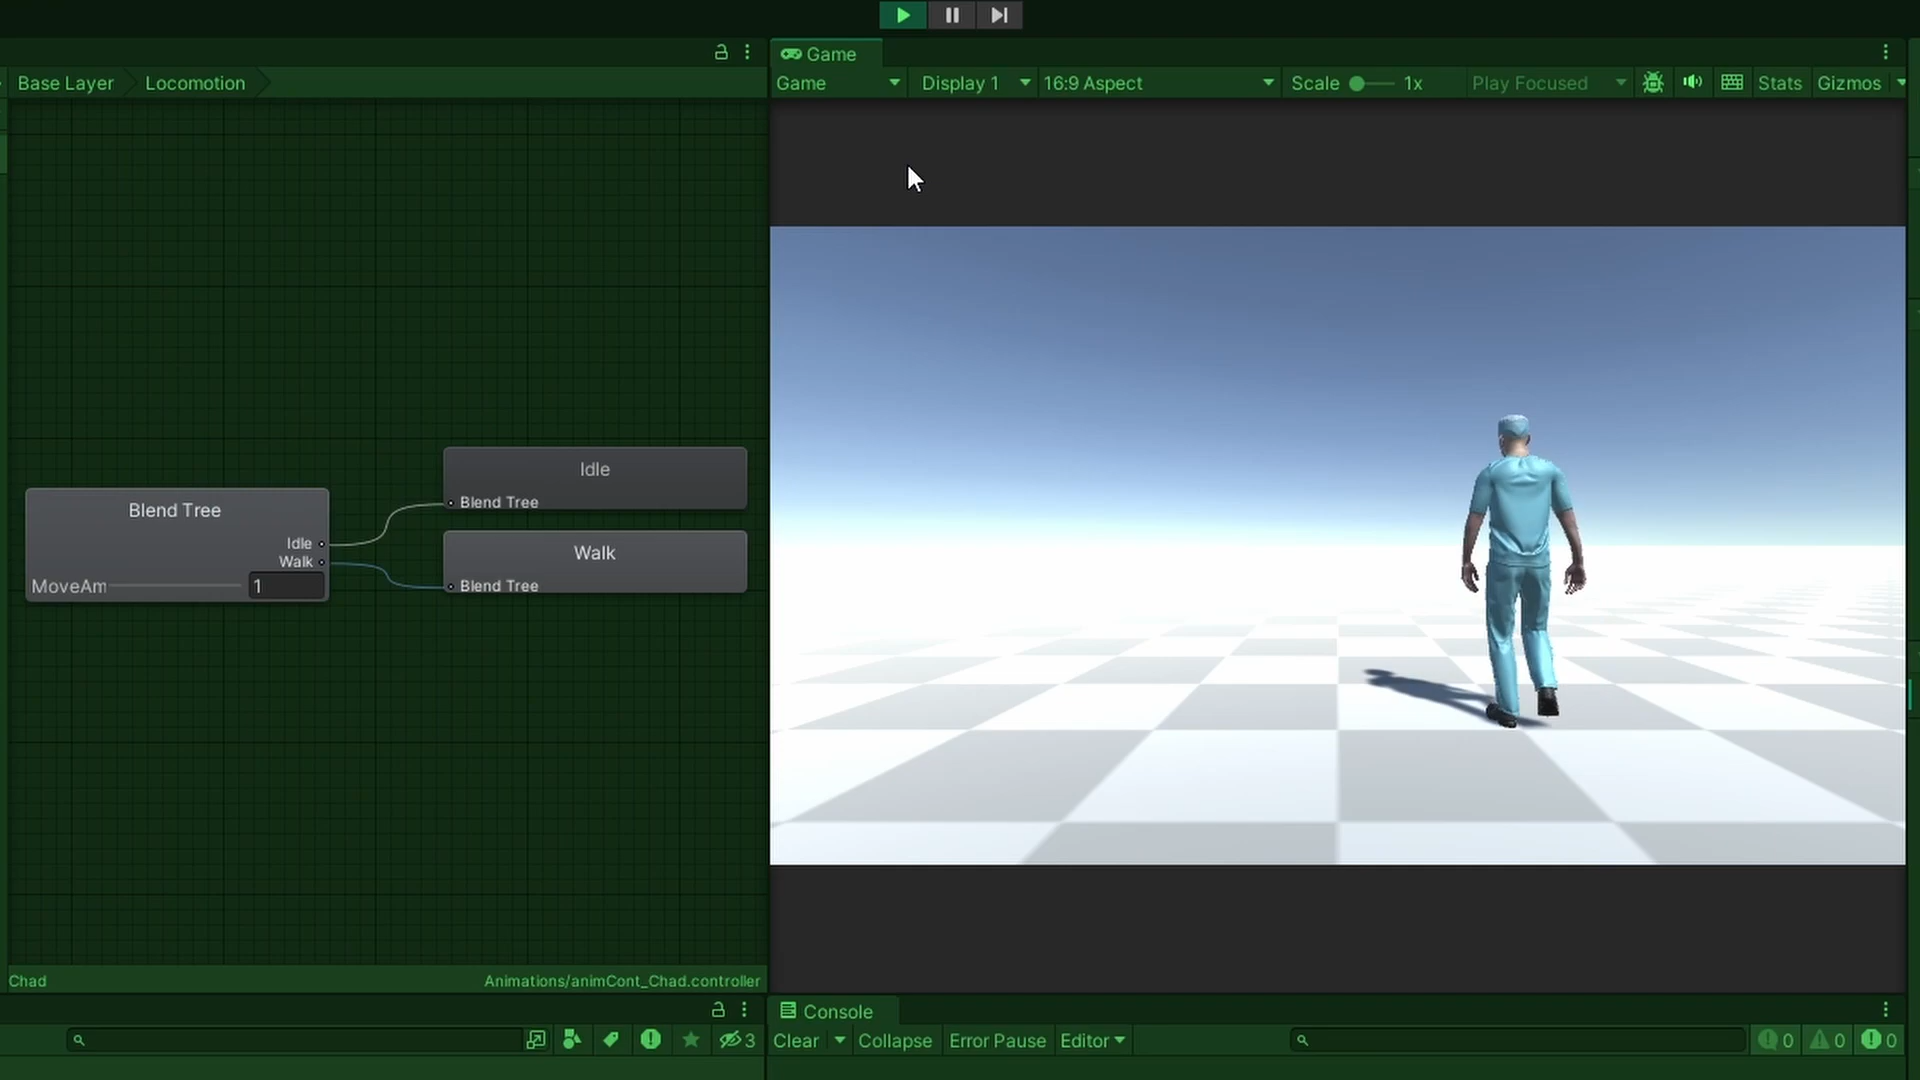 Game
Base Layer
Locomotion
Game
Display 1
16:9 Aspect
Scale
1x
Play Focused
Stats
Gizmos
Blend Tree
Idle
Walk
MoveAm
1
Idle
Blend Tree
Walk
Blend Tree
Chad
Animations/animCont_Chad.controller
Console
3
Clear
Collapse
Error Pause
Editor
0
0
0